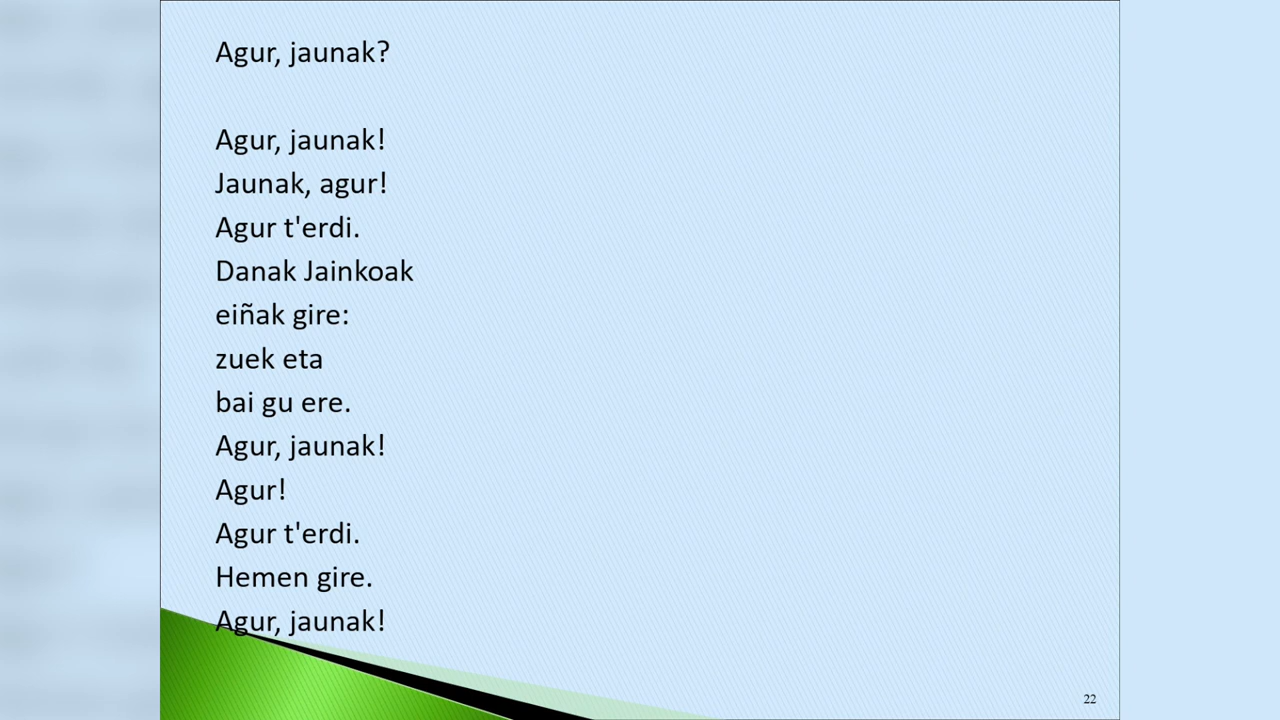 Agur, jaunak?
Agur, jaunak!
Jaunak, agur!
Agur t'erdi.
Danak Jainkoak
eiñak gire:
zuek eta
bai gu ere.
Agur, jaunak!
Agur!
Agur t'erdi.
Hemen gire.
Agur, jaunak!
22